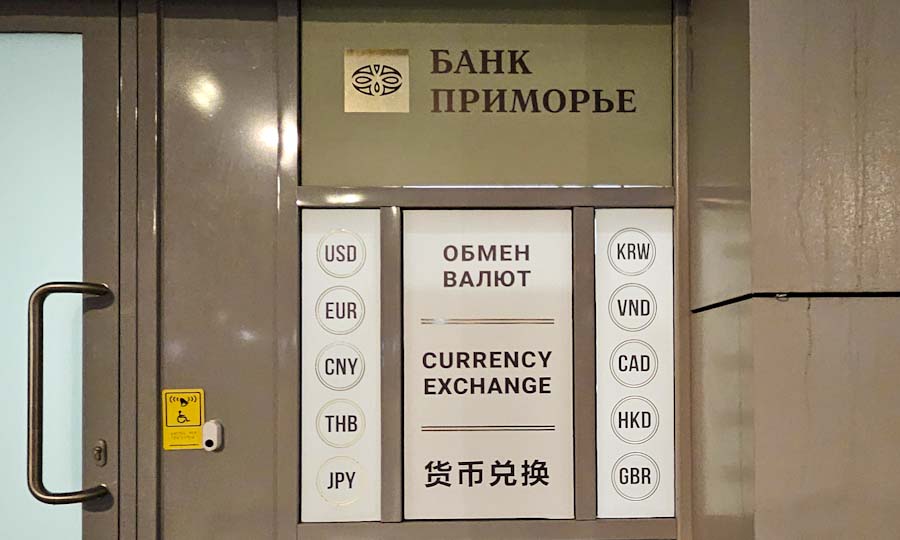 БАНК
ПРИМОРЬЕ
USD
EUR
CNY
THB
JPY
ОБМЕН
ВАЛЮТ
CURRENCY
EXCHANGE
货币兑换
KRW
VND
CAD
HKD
GBR